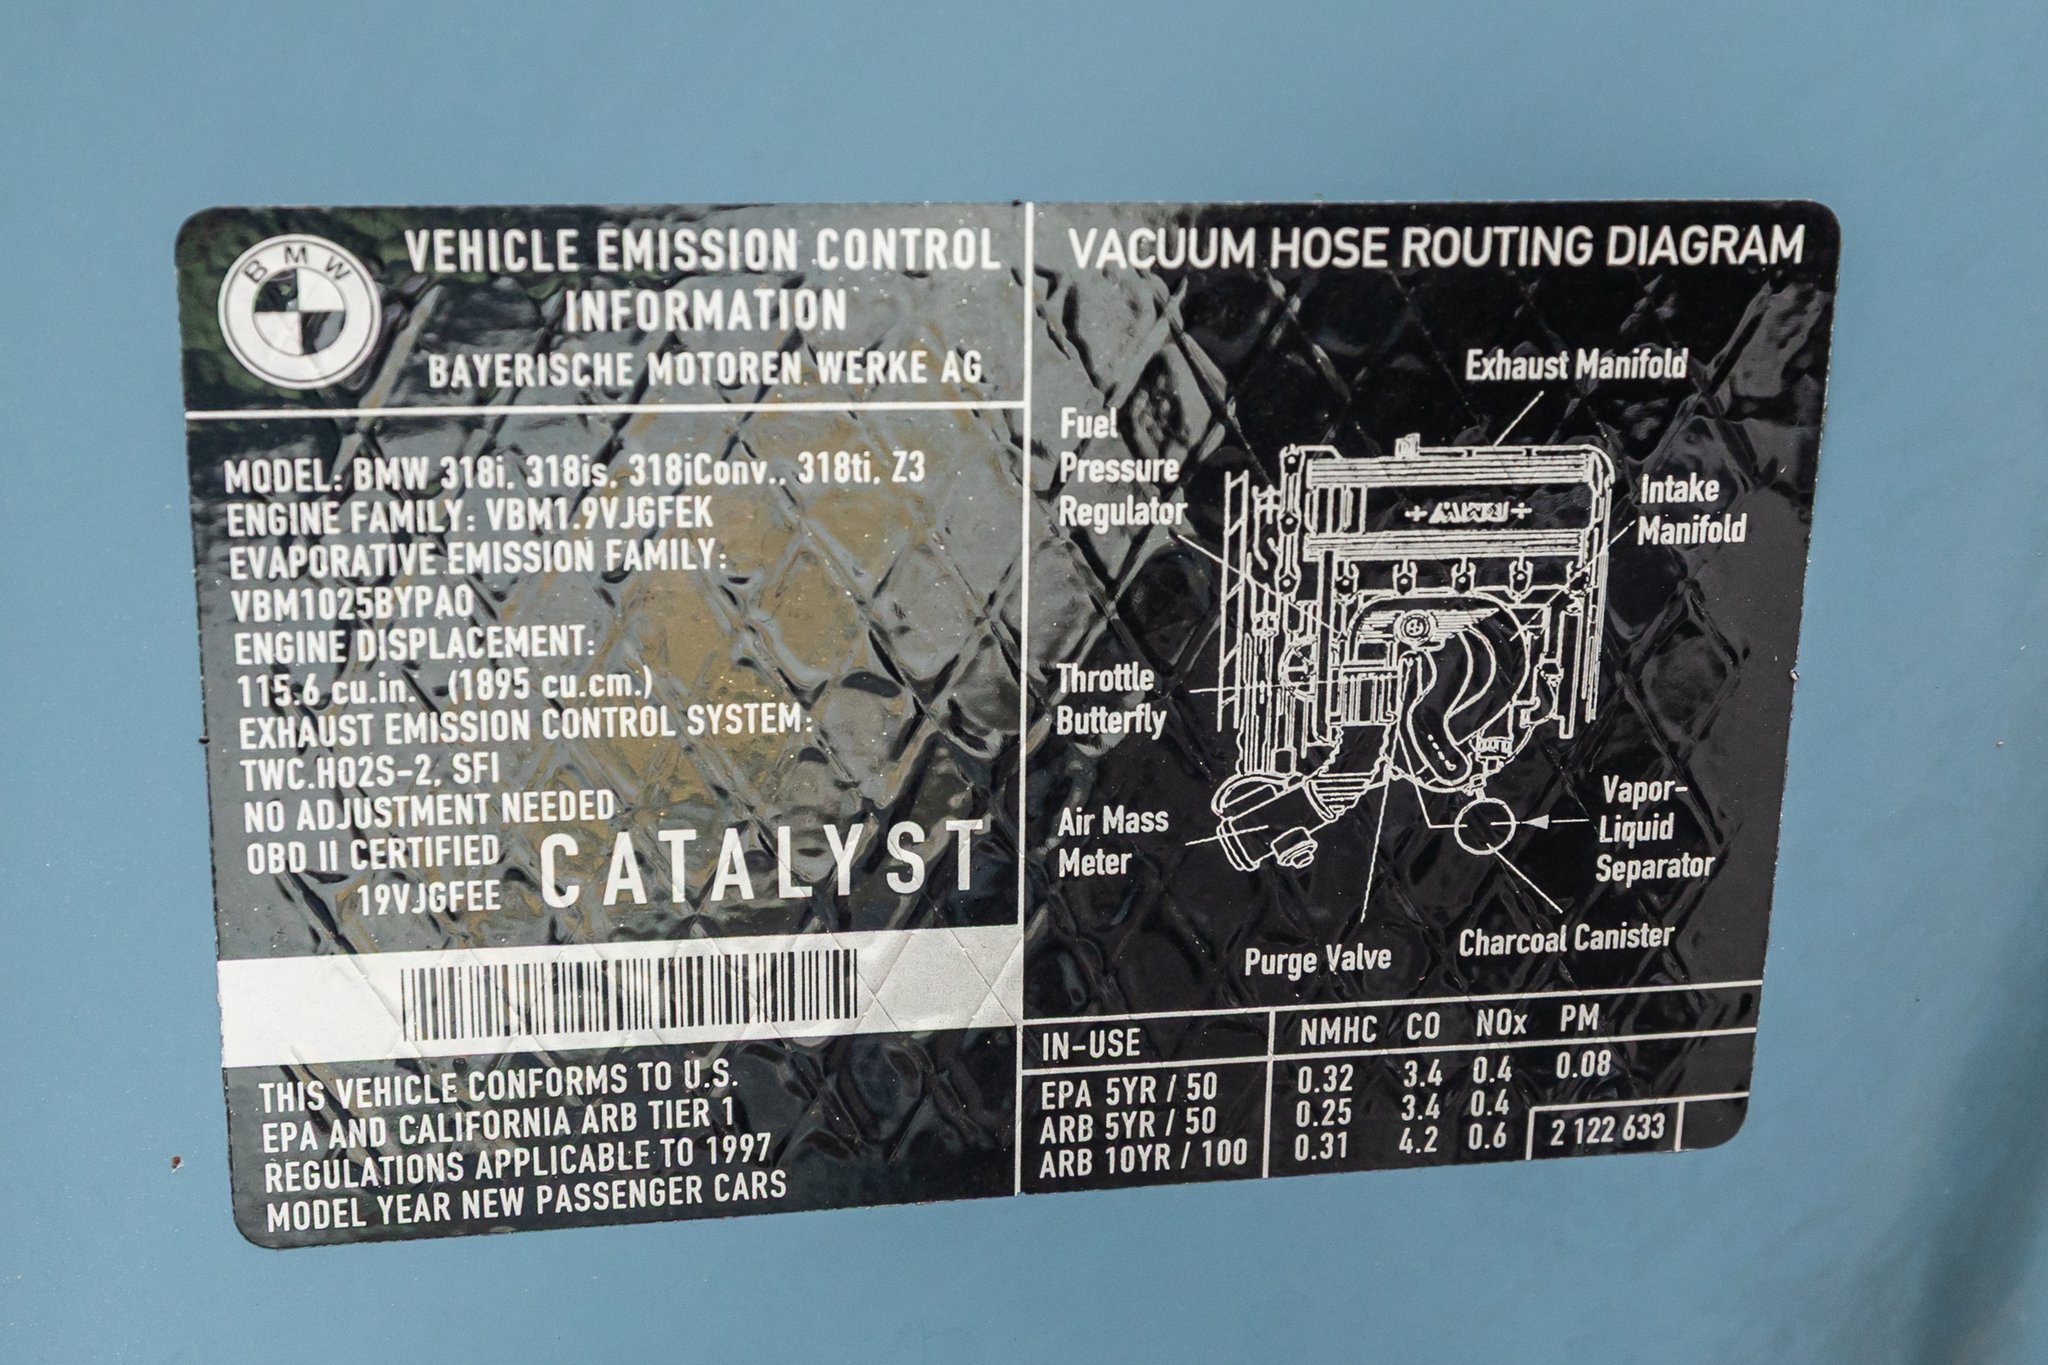 BMW
VEHICLE EMISSION CONTROL
INFORMATION
BAYERISCHE MOTOREN WERKE AG
MODEL: BMW 318i, 318is, 318iConv., 318ti, Z3
ENGINE FAMILY: VBM1.9VJGFEK
EVAPORATIVE EMISSION FAMILY:
VBM1025BYPA0
ENGINE DISPLACEMENT:
115.6 cu.in. (1895 cu.cm.)
EXHAUST EMISSION CONTROL SYSTEM:
TWC.HO2S-2, SFI
NO ADJUSTMENT NEEDED
OBD II CERTIFIED
19VJGFEE
CATALYST
THIS VEHICLE CONFORMS TO U.S.
EPA AND CALIFORNIA ARB TIER 1
REGULATIONS APPLICABLE TO 1997
MODEL YEAR NEW PASSENGER CARS
VACUUM HOSE ROUTING DIAGRAM
Exhaust Manifold
Fuel
Pressure
Regulator
Intake
Manifold
Throttle
Butterfly
Air Mass
Meter
Vapor-
Liquid
Separator
Purge Valve
Charcoal Canister
IN-USE NMHC CO NOx PM
EPA 5YR / 50 0.32 3.4 0.4 0.08
ARB 5YR / 50 0.25 3.4 0.4
ARB 10YR / 100 0.31 4.2 0.6
2 122 633